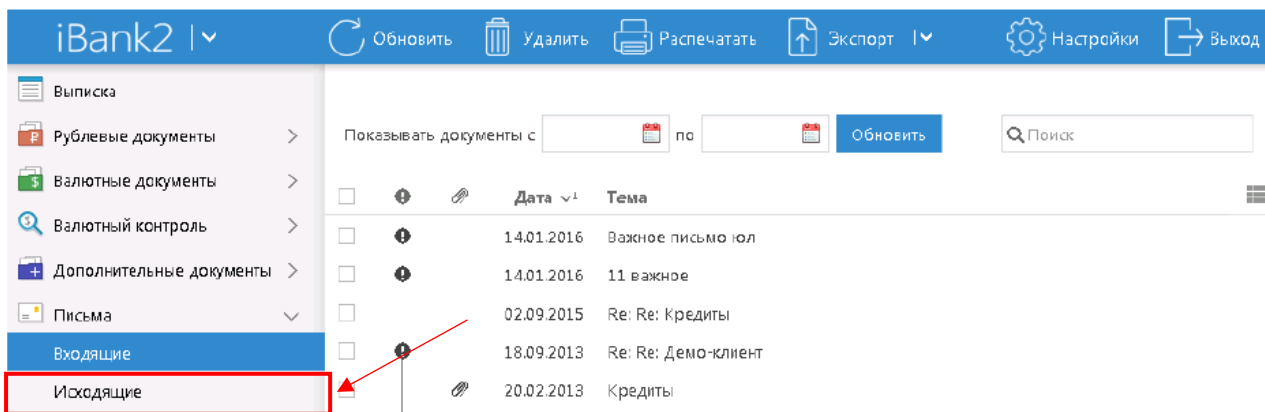 iBank2 Обновить Удалить Распечатать Экспорт Настройки Выход
Выписка
Рублевые документы
Валютные документы
Валютный контроль
Дополнительные документы
Письма
Входящие
Исходящие
Показывать документы с по Обновить Поиск
Дата Тема
14.01.2016 Важное письмо юл
14.01.2016 11 важное
02.09.2015 Re: Re: Кредиты
18.09.2013 Re: Re: Демо-клиент
20.02.2013 Кредиты